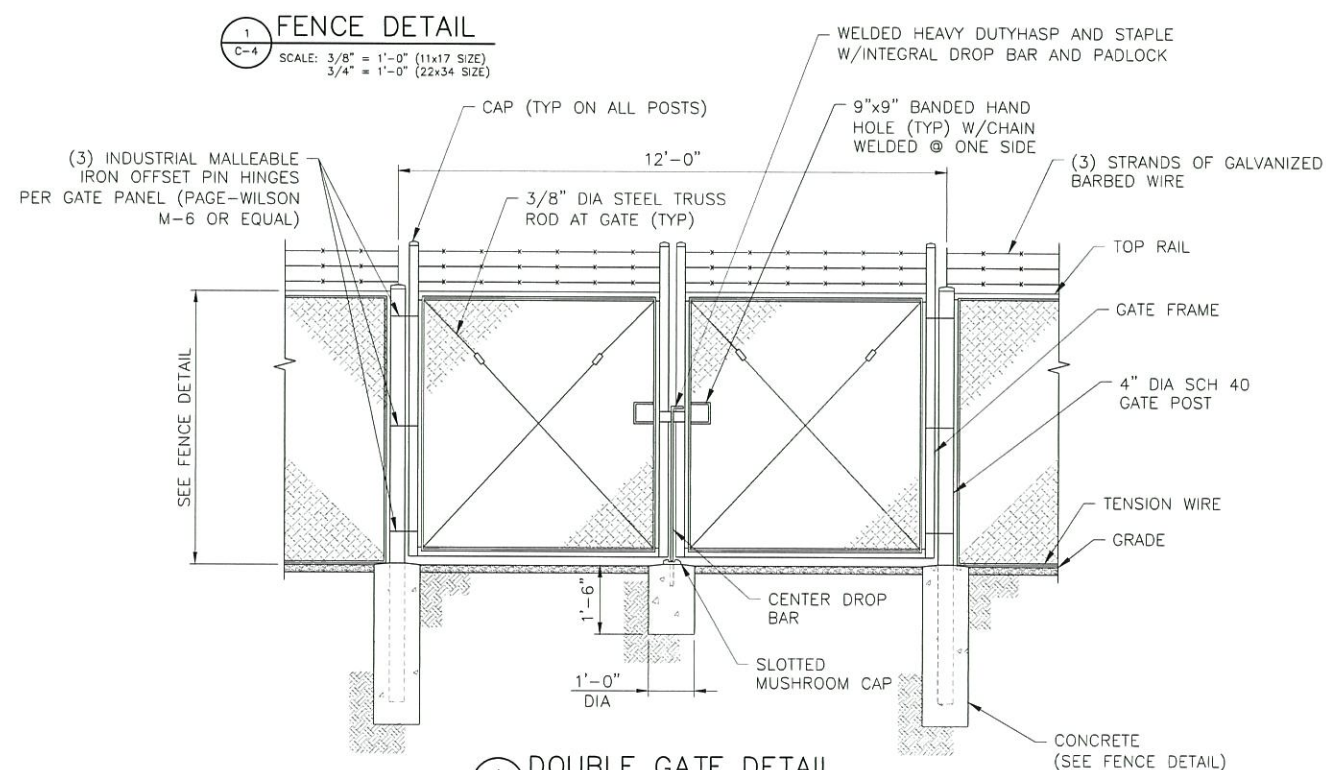 1
C-4
FENCE DETAIL
SCALE: 3/8" = 1'-0" (11x17 SIZE)
3/4" = 1'-0" (22x34 SIZE)
WELDED HEAVY DUTYHASP AND STAPLE
W/INTEGRAL DROP BAR AND PADLOCK
CAP (TYP ON ALL POSTS)
9"x9" BANDED HAND
HOLE (TYP) W/CHAIN
WELDED @ ONE SIDE
(3) INDUSTRIAL MALLEABLE
IRON OFFSET PIN HINGES
PER GATE PANEL (PAGE-WILSON
M-6 OR EQUAL)
12'-0"
(3) STRANDS OF GALVANIZED
BARBED WIRE
3/8" DIA STEEL TRUSS
ROD AT GATE (TYP)
TOP RAIL
GATE FRAME
4" DIA SCH 40
GATE POST
SEE FENCE DETAIL
TENSION WIRE
GRADE
1'-6"
CENTER DROP
BAR
SLOTTED
MUSHROOM CAP
1'-0"
DIA
CONCRETE
(SEE FENCE DETAIL)
DOUBLE GATE DETAIL